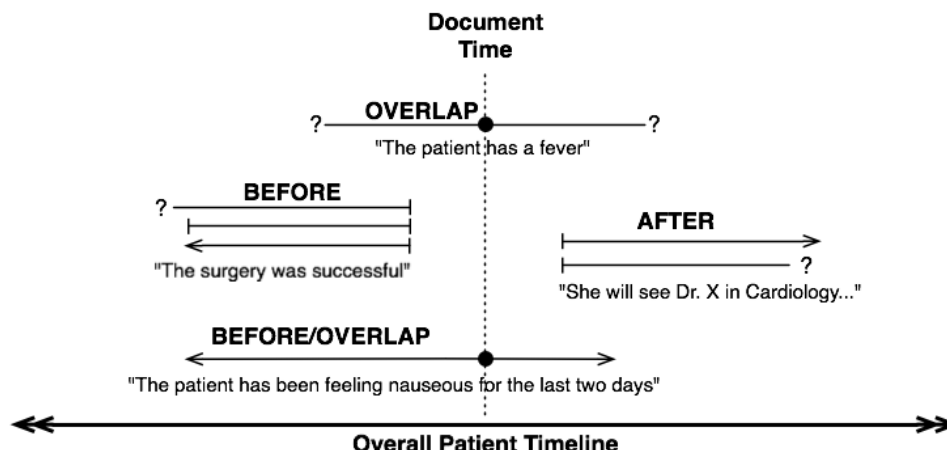 Document
Time
OVERLAP
? ?
"The patient has a fever"
BEFORE
?
"The surgery was successful"
AFTER
?
"She will see Dr. X in Cardiology..."
BEFORE/OVERLAP
"The patient has been feeling nauseous for the last two days"
Overall Patient Timeline